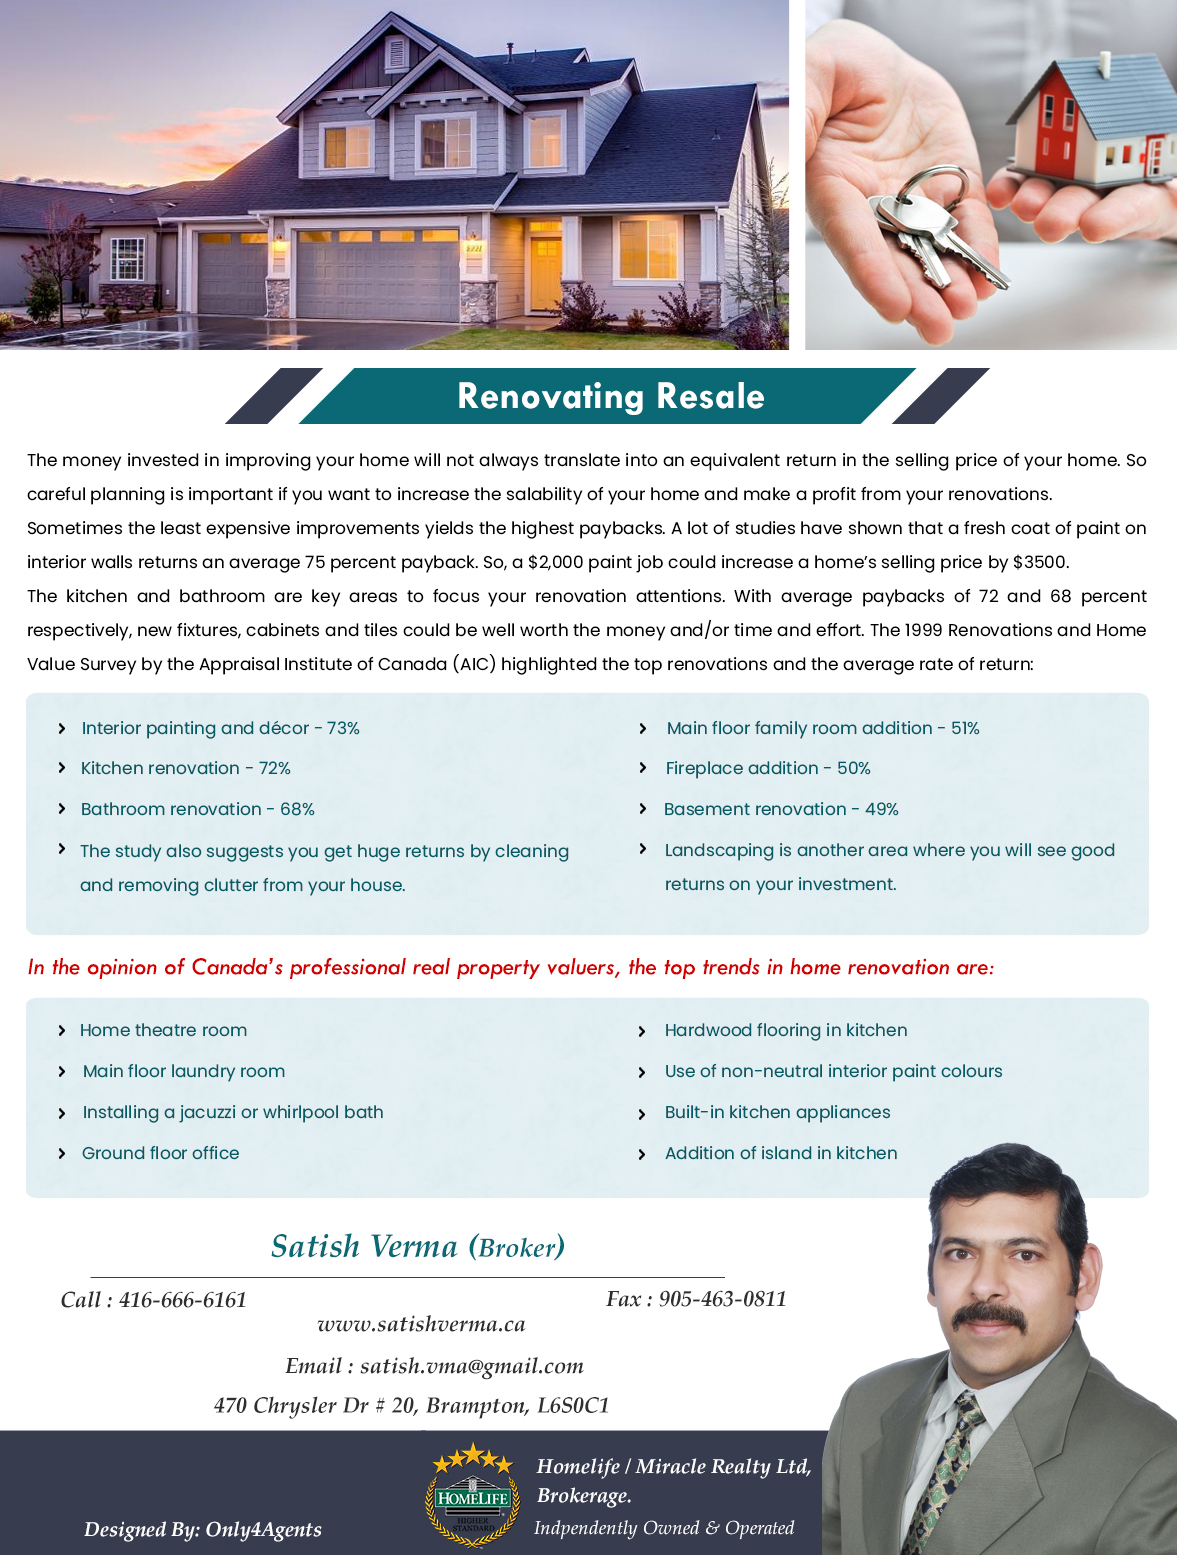 Renovating Resale
The money invested in improving your home will not always translate into an equivalent return in the selling price of your home. So
careful planning is important if you want to increase the salability of your home and make a profit from your renovations.
Sometimes the least expensive improvements yields the highest paybacks. A lot of studies have shown that a fresh coat of paint on
interior walls returns an average 75 percent payback. So, a $2,000 paint job could increase a home's selling price by $3500.
The kitchen and bathroom are key areas to focus your renovation attentions. With average paybacks of 72 and 68 percent
respectively, new fixtures, cabinets and tiles could be well worth the money and/or time and effort. The 1999 Renovations and Home
Value Survey by the Appraisal Institute of Canada (AIC) highlighted the top renovations and the average rate of return:
Interior painting and décor - 73%
Kitchen renovation - 72%
Bathroom renovation - 68%
The study also suggests you get huge returns by cleaning
and removing clutter from your house.
Main floor family room addition - 51%
Fireplace addition - 50%
Basement renovation - 49%
Landscaping is another area where you will see good
returns on your investment.
In the opinion of Canada's professional real property valuers, the top trends in home renovation are:
Home theatre room
Main floor laundry room
Installing a jacuzzi or whirlpool bath
Ground floor office
Hardwood flooring in kitchen
Use of non-neutral interior paint colours
Built-in kitchen appliances
Addition of island in kitchen
Satish Verma (Broker)
Call : 416-666-6161
Fax : 905-463-0811
www.satishverma.ca
Email : satish.vma@gmail.com
470 Chrysler Dr # 20, Brampton, L6S0C1
Designed By: Only4Agents
HOMELIFE
HIGHER
STANDARDS
Homelife / Miracle Realty Ltd,
Brokerage.
Indpendently Owned & Operated